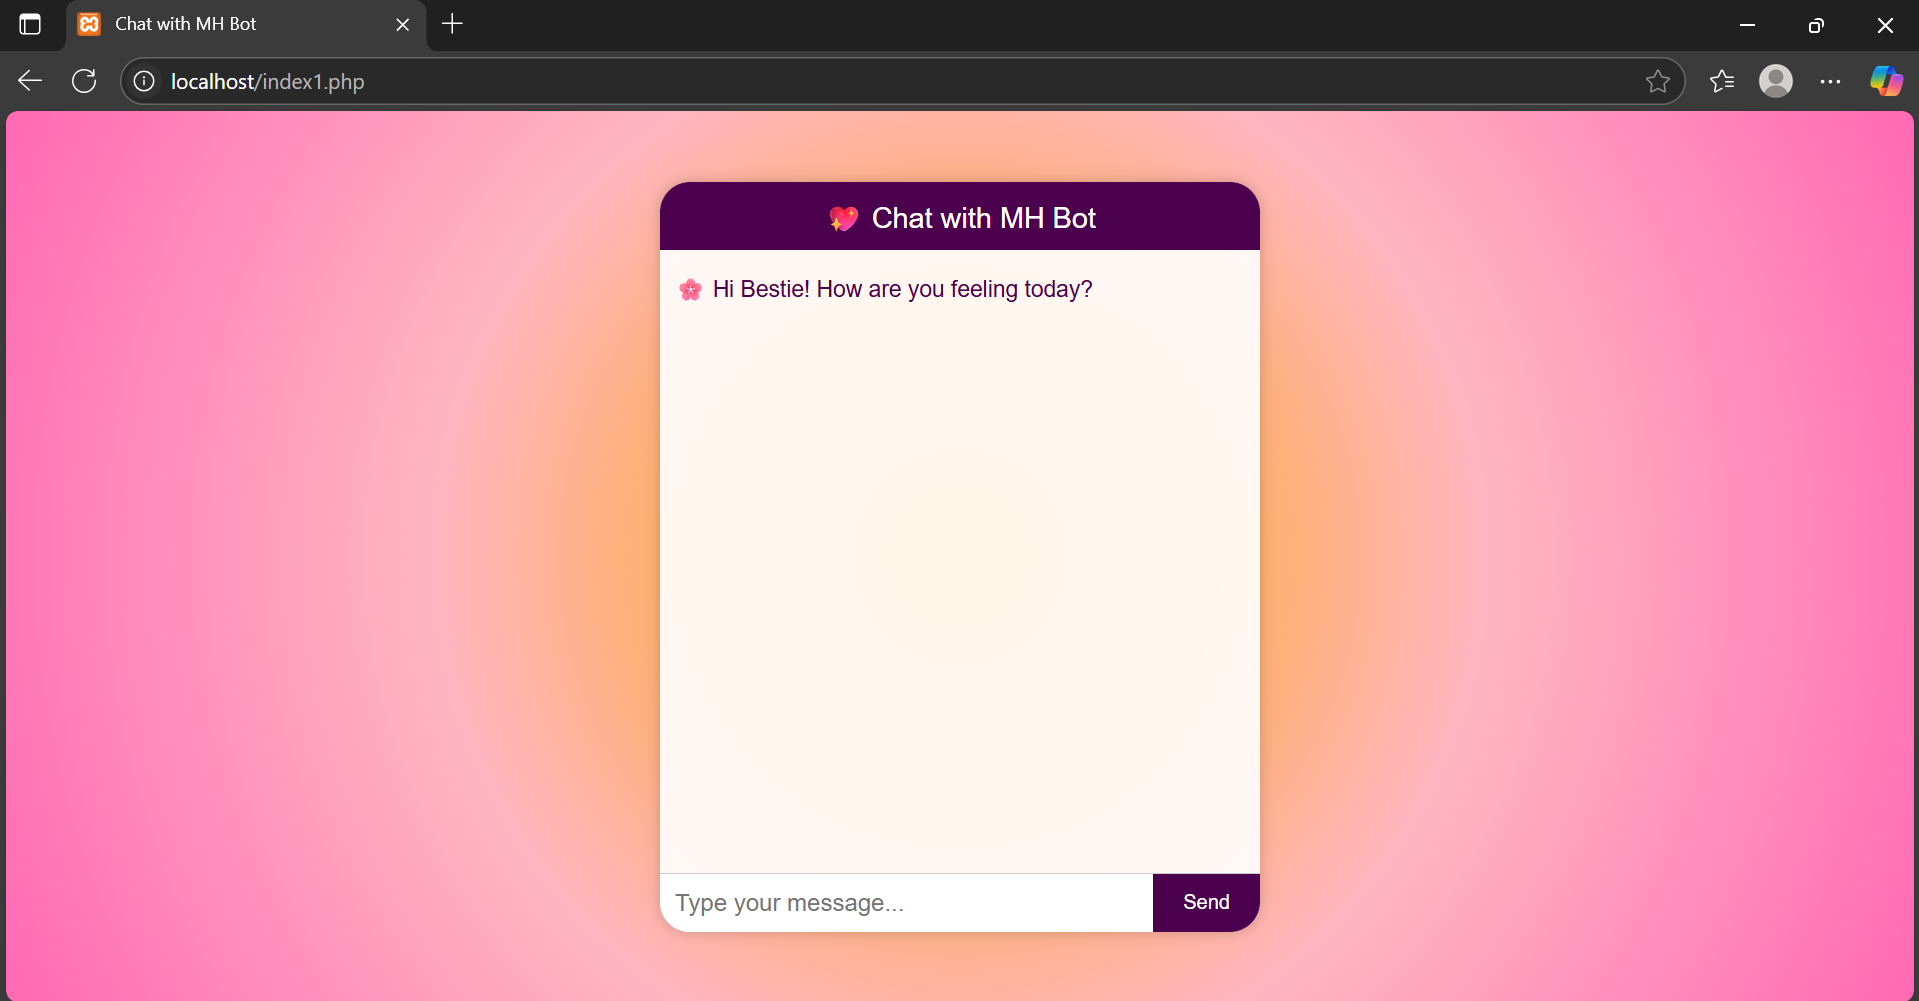 Chat with MH Bot
localhost/index1.php
💖 Chat with MH Bot
🌸 Hi Bestie! How are you feeling today?
Type your message...
Send